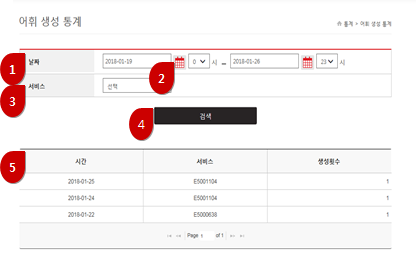 어휘 생성 통계
통계 > 어휘 생성 통계
1 날짜 2018-01-19 2 0 시 ... 2018-01-26 23 시
3 서비스 선택
4 검색
5 시간 서비스 생성횟수
2018-01-25 E5001104 1
2018-01-24 E5001104 1
2018-01-22 E5000638 1
Page 1 of 1